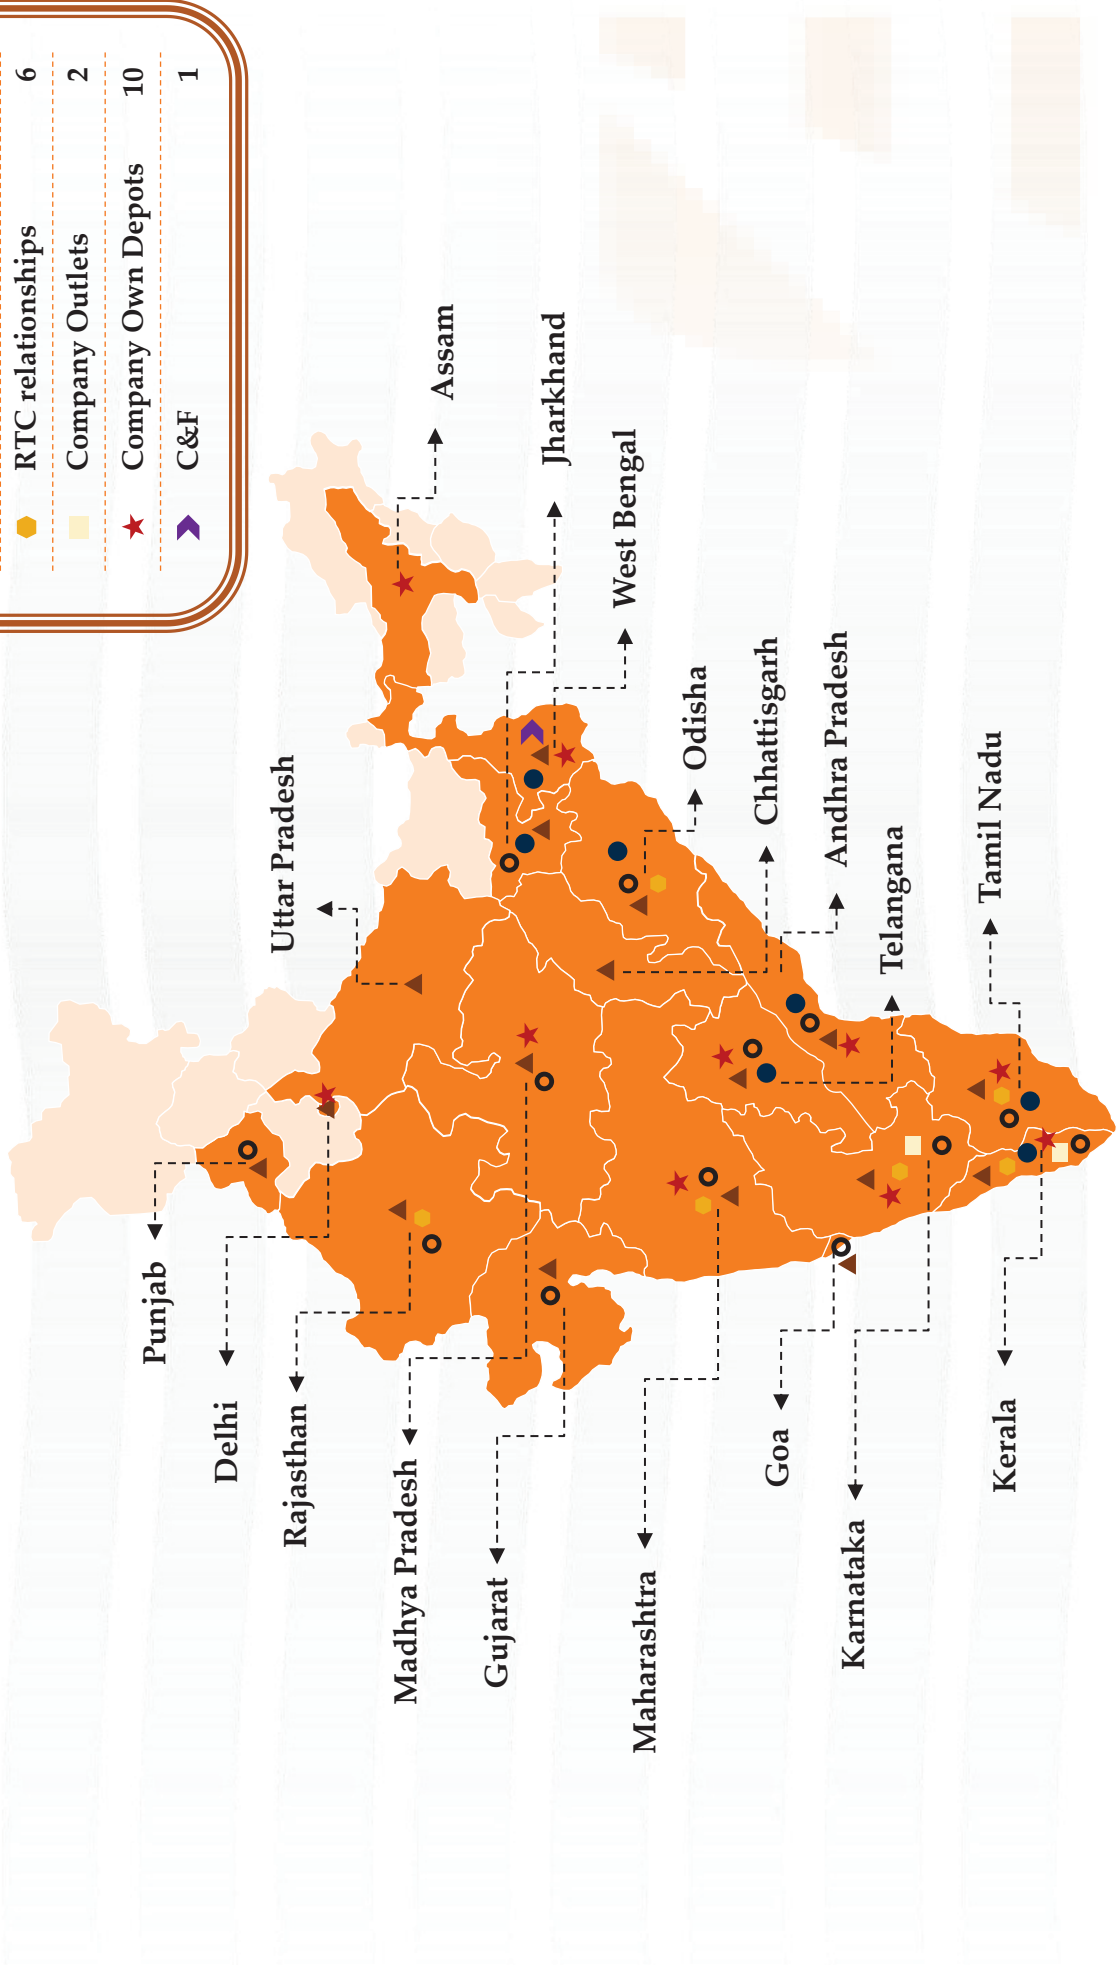 RTC relationships 6
Company Outlets 2
Company Own Depots 10
C&F 1
Punjab
Delhi
Rajasthan
Madhya Pradesh
Gujarat
Maharashtra
Goa
Karnataka
Kerala
Uttar Pradesh
Assam
Jharkhand
West Bengal
Odisha
Chhattisgarh
Andhra Pradesh
Telangana
Tamil Nadu